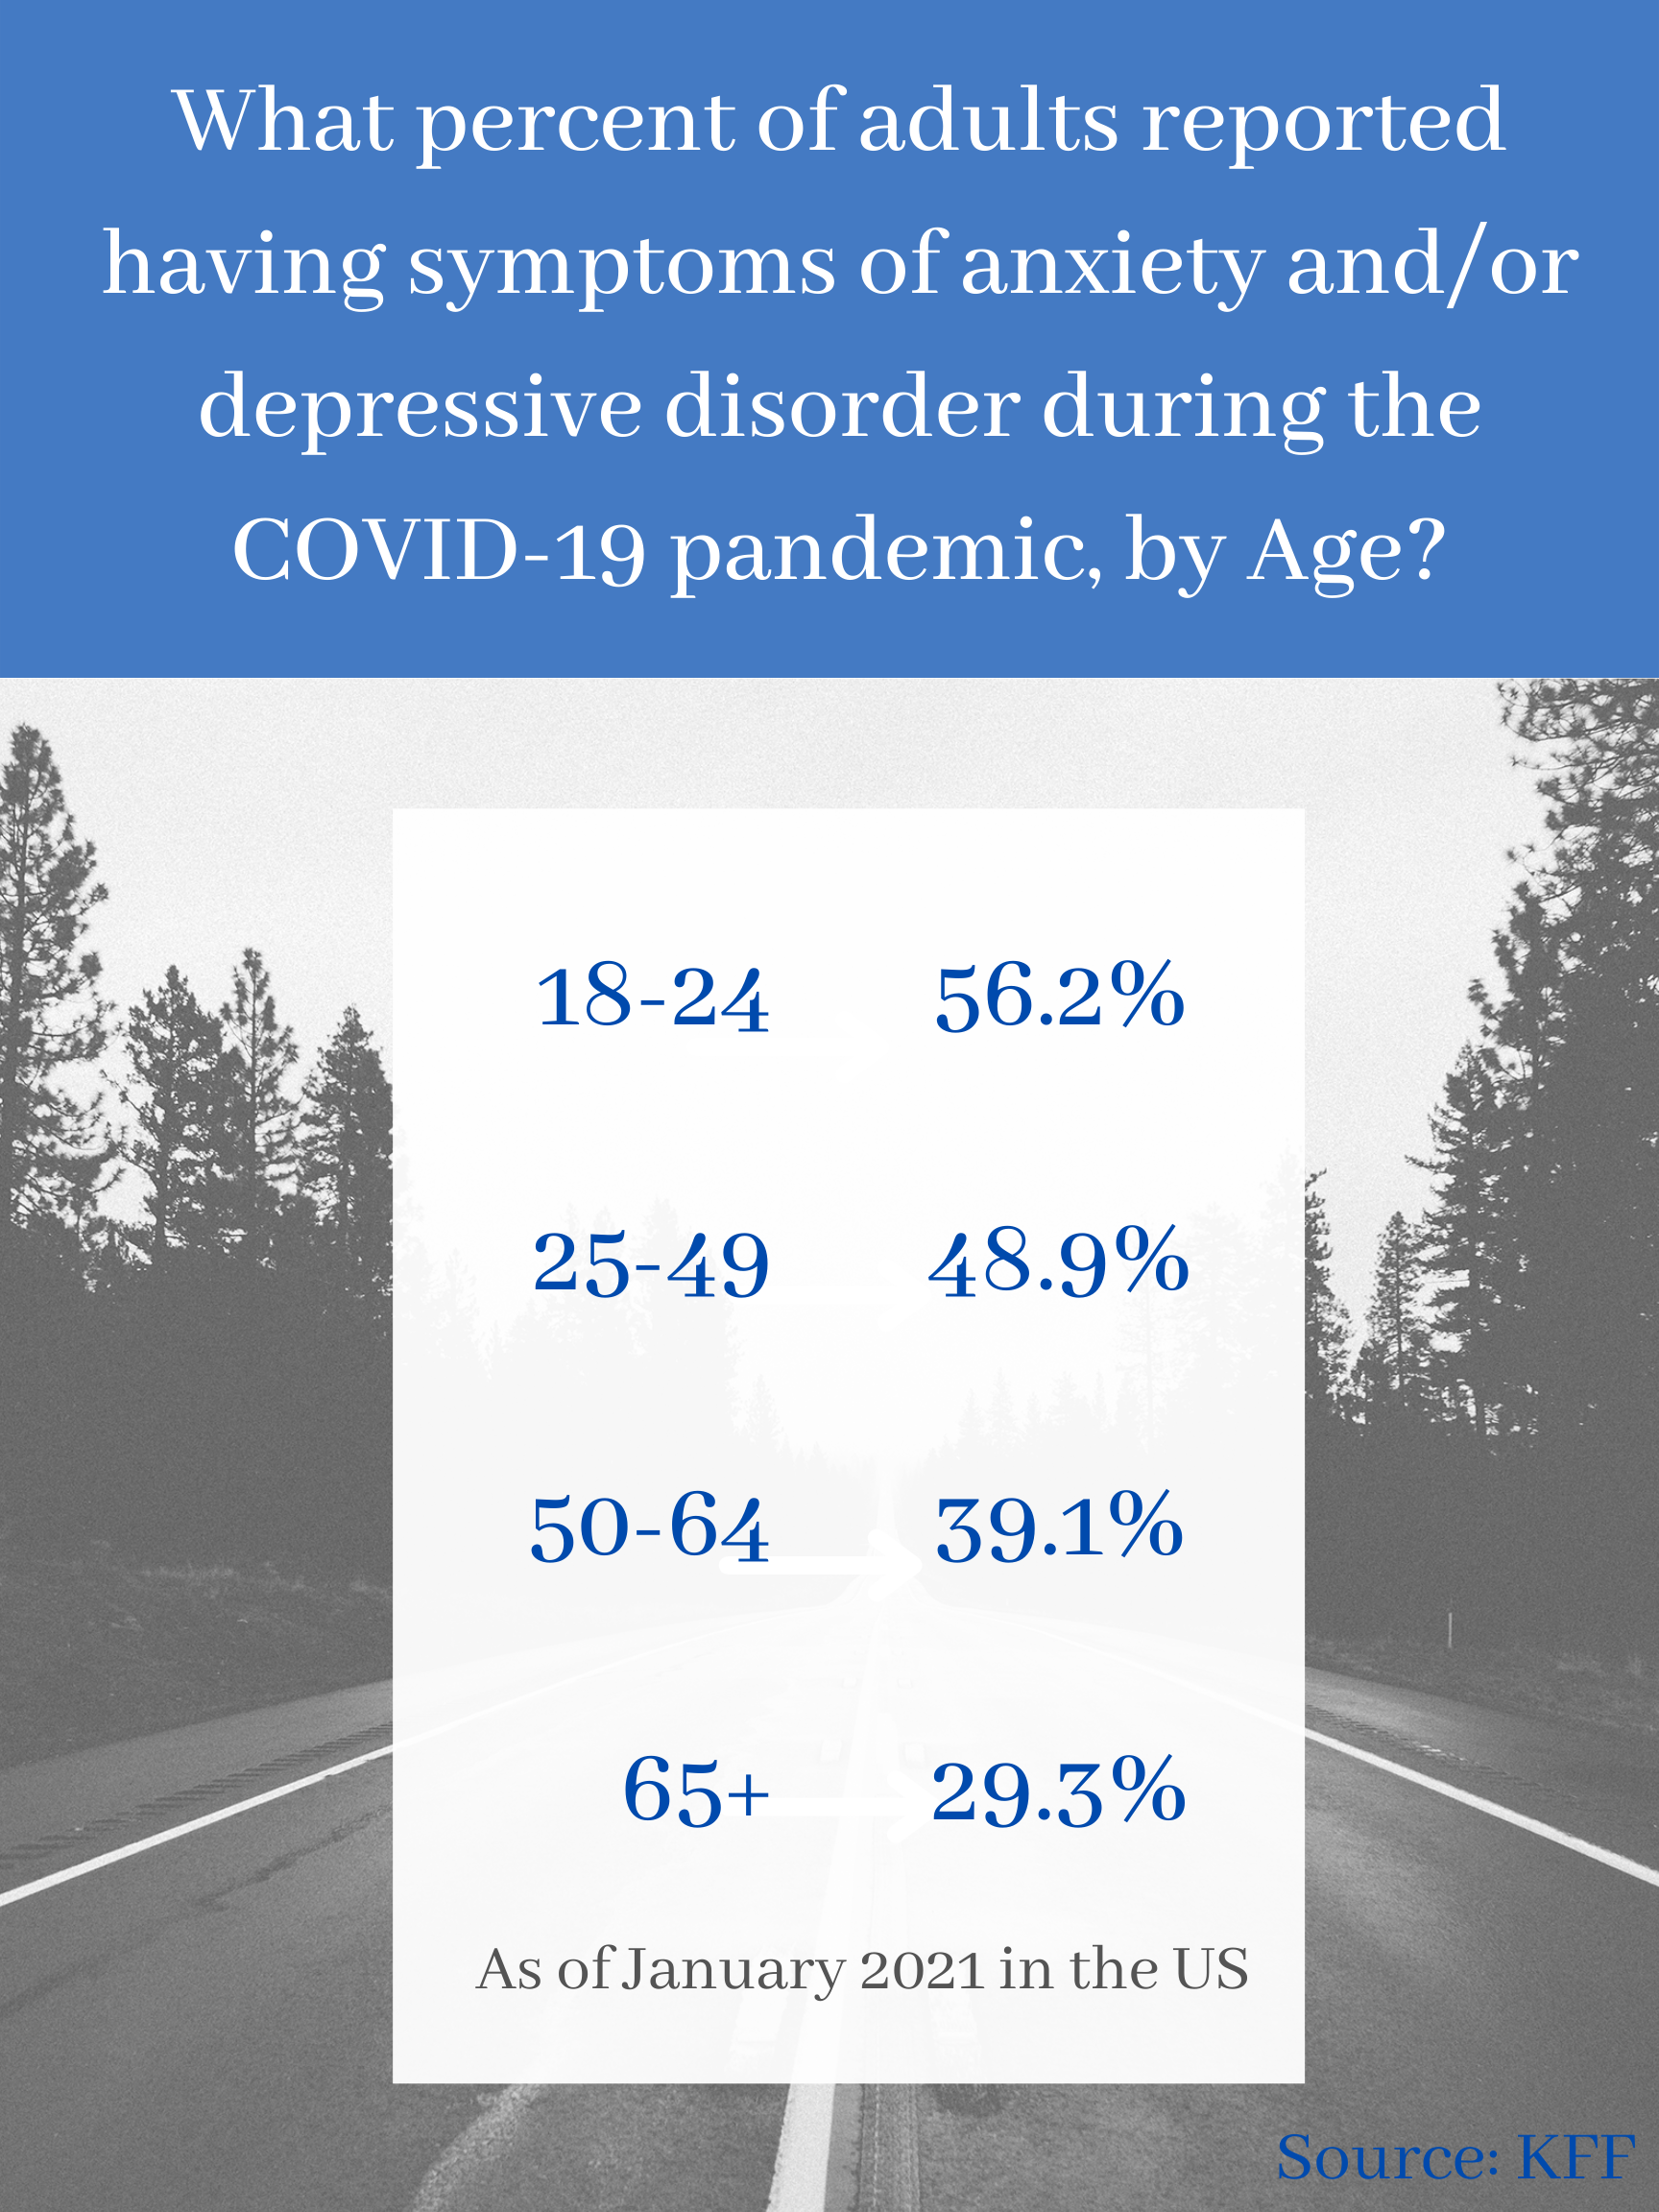 What percent of adults reported
having symptoms of anxiety and/or
depressive disorder during the
COVID-19 pandemic, by Age?
18-24 56.2%
25-49 48.9%
50-64 39.1%
65+ 29.3%
As of January 2021 in the US
Source: KFF